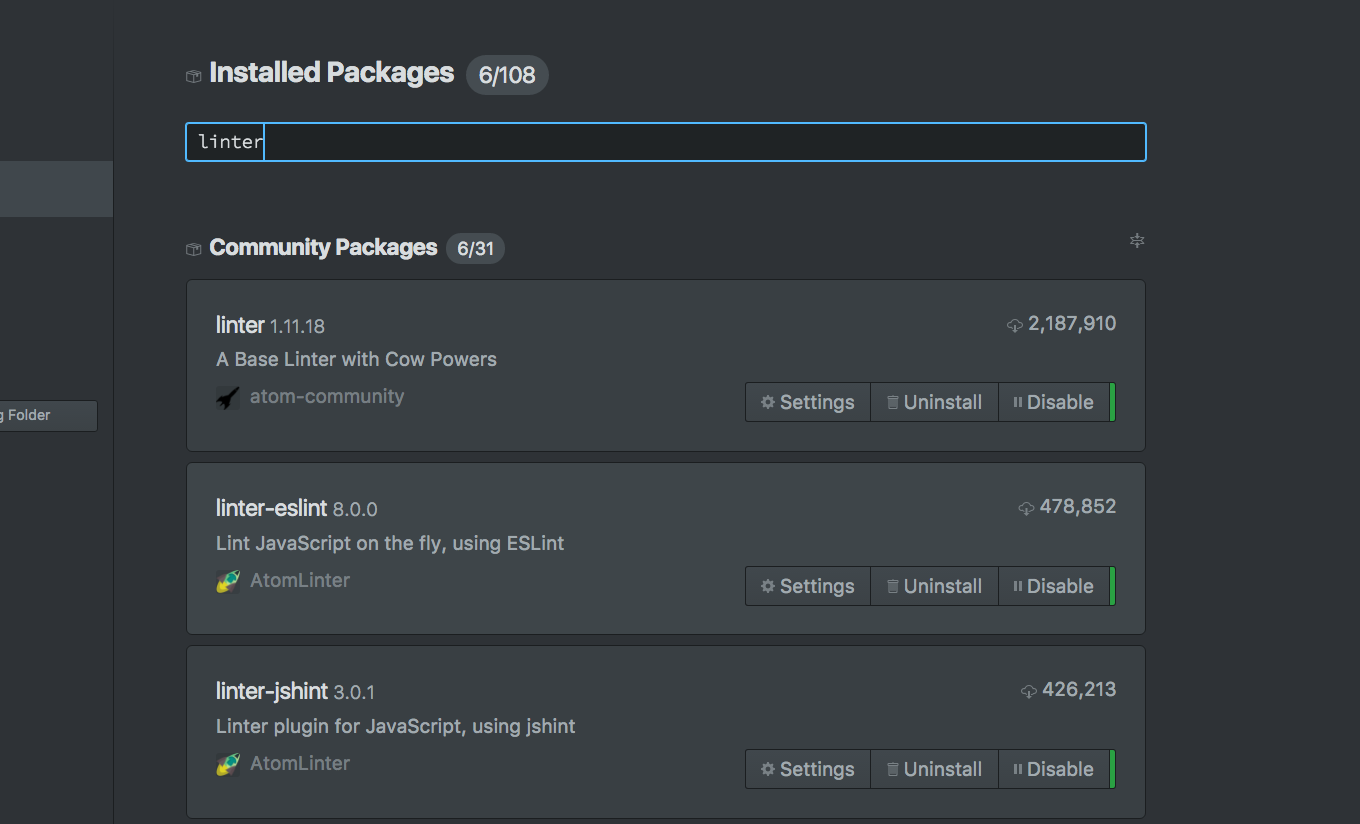 Installed Packages 6/108
linter
Community Packages 6/31
linter 1.11.18 2,187,910
A Base Linter with Cow Powers
atom-community
Settings Uninstall Disable
g Folder
linter-eslint 8.0.0 478,852
Lint JavaScript on the fly, using ESLint
AtomLinter
Settings Uninstall Disable
linter-jshint 3.0.1 426,213
Linter plugin for JavaScript, using jshint
AtomLinter
Settings Uninstall Disable